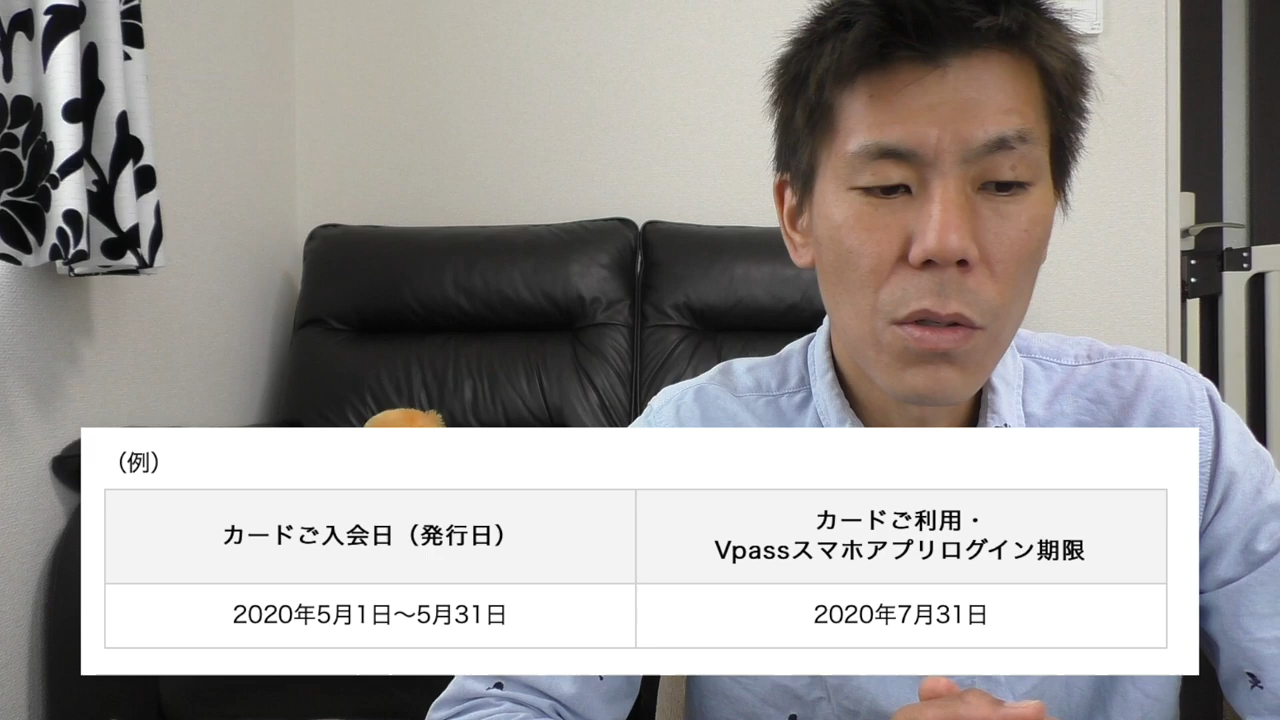 （例）
カードご入会日（発行日）
カードご利用・
Vpassスマホアプリログイン期限
2020年5月1日〜5月31日
2020年7月31日